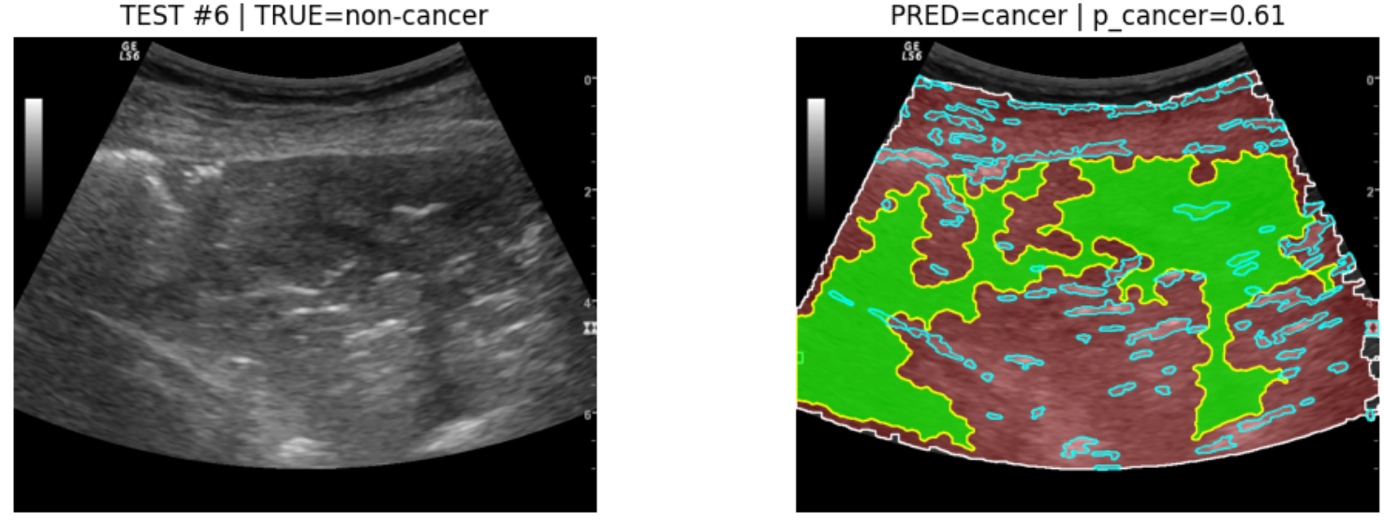 TEST #6 | TRUE=non-cancer
PRED=cancer | p_cancer=0.61
GE
LS6
0
2
4
6
GE
LS6
0
2
4
6